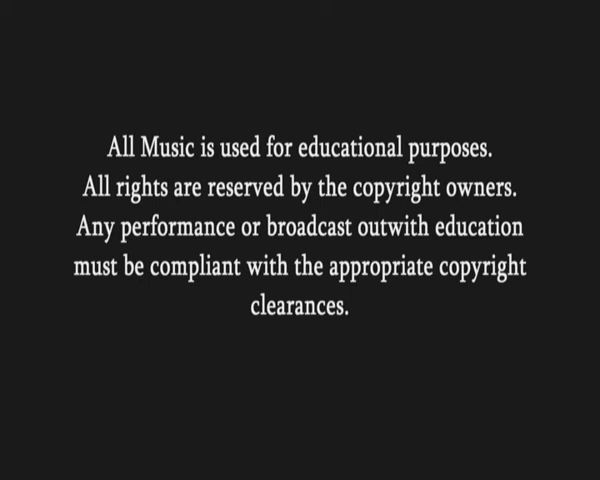 All Music is used for educational purposes.
All rights are reserved by the copyright owners.
Any performance or broadcast outwith education
must be compliant with the appropriate copyright
clearances.